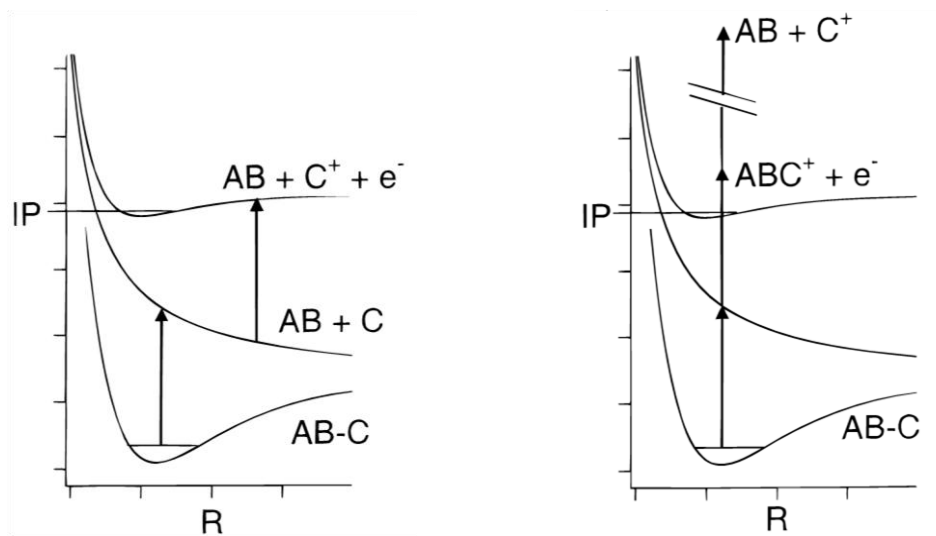 AB + C⁺ + e⁻
IP
AB + C
AB-C
R
AB + C⁺
ABC⁺ + e⁻
IP
AB-C
R